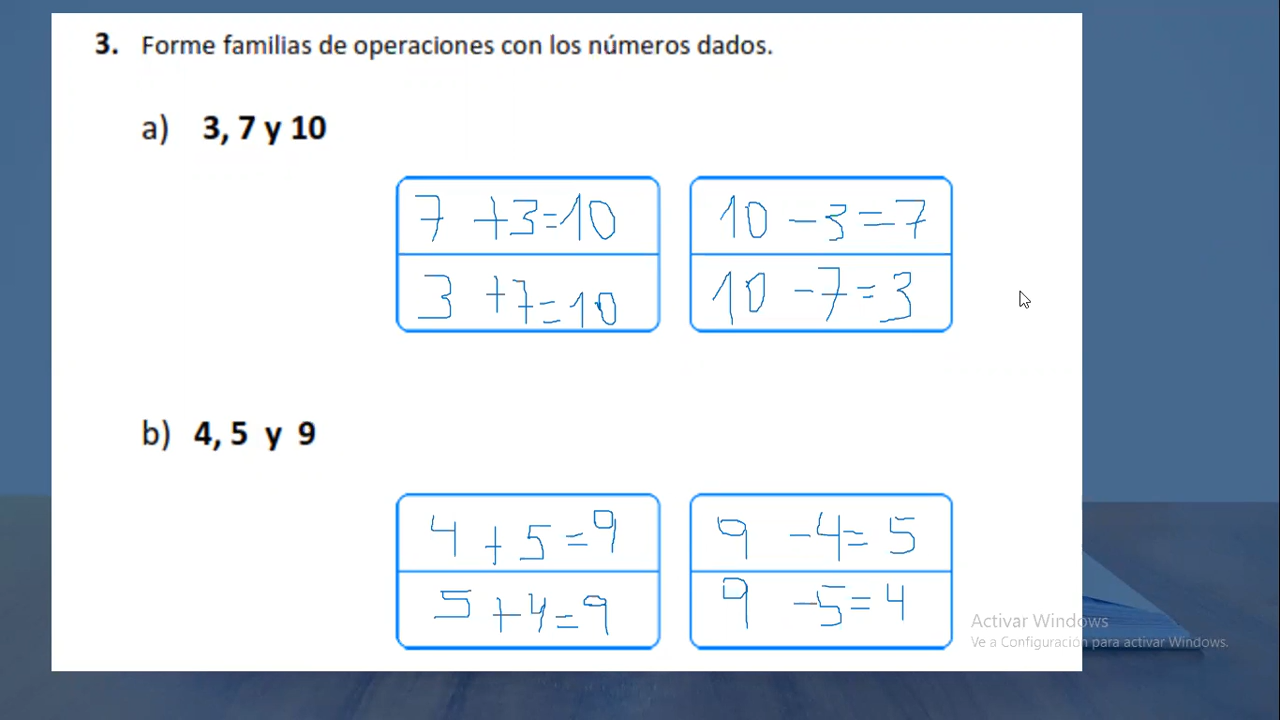 3. Forme familias de operaciones con los números dados.
a) 3, 7 y 10
7 +3=10
3 +7=10
10 -3=7
10 -7=3
b) 4, 5 y 9
4 +5=9
5 +4=9
9 -4=5
9 -5=4
Activar Windows
Ve a Configuración para activar Windows.